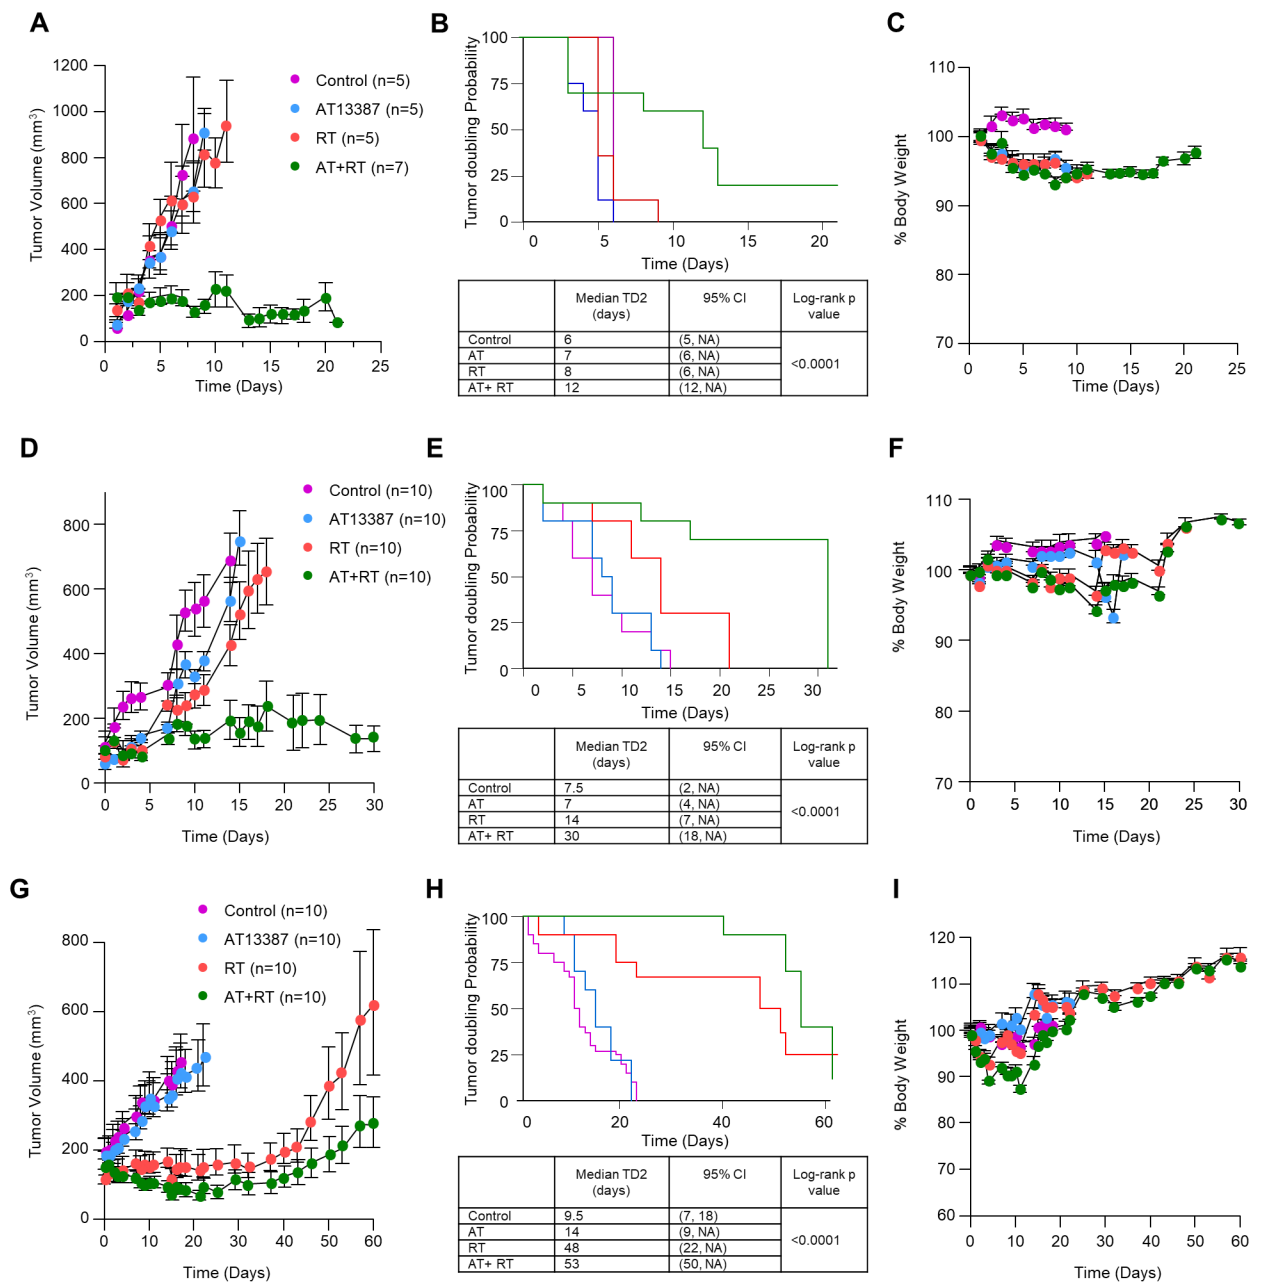 A
B
C
1200
1000
800
600
400
200
0
0
5
10
15
20
25
Tumor Volume (mm³)
Time (Days)
Control (n=5)
AT13387 (n=5)
RT (n=5)
AT+RT (n=7)
100
75
50
25
0
0
5
10
15
20
Tumor doubling Probability
Time (Days)
Median TD2 95% CI Log-rank p
(days) value
Control 6 (5, NA)
AT 7 (6, NA)
RT 8 (6, NA)
AT+ RT 12 (12, NA)
<0.0001
110
100
90
80
70
0
5
10
15
20
25
% Body Weight
Time (Days)
D
E
F
800
600
400
200
0
0
5
10
15
20
25
30
Tumor Volume (mm³)
Time (Days)
Control (n=10)
AT13387 (n=10)
RT (n=10)
AT+RT (n=10)
100
75
50
25
0
0
5
10
15
20
25
30
Tumor doubling Probability
Time (Days)
Median TD2 95% CI Log-rank p
(days) value
Control 7.5 (2, NA)
AT 7 (4, NA)
RT 14 (7, NA)
AT+ RT 30 (18, NA)
<0.0001
110
100
90
80
70
0
5
10
15
20
25
30
% Body Weight
Time (Days)
G
H
I
800
600
400
200
0
0
10
20
30
40
50
60
Tumor Volume (mm³)
Time (Days)
Control (n=10)
AT13387 (n=10)
RT (n=10)
AT+RT (n=10)
100
75
50
25
0
0
20
40
60
Tumor doubling Probability
Time (Days)
Median TD2 95% CI Log-rank p
(days) value
Control 9.5 (7, 18)
AT 14 (9, NA)
RT 48 (22, NA)
AT+ RT 53 (50, NA)
<0.0001
120
110
100
90
80
70
60
0
10
20
30
40
50
60
% Body Weight
Time (Days)